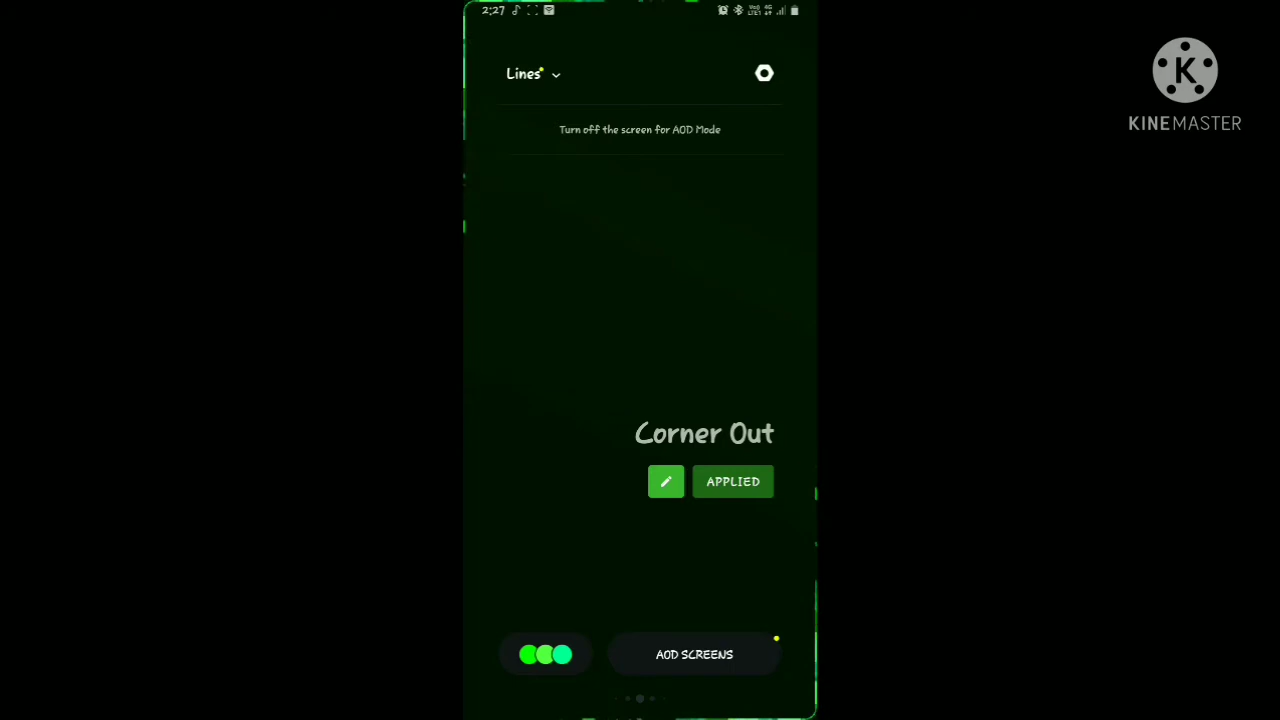 2:27
Lines
Turn off the screen for AOD Mode
Corner Out
APPLIED
AOD SCREENS
K
KINEMASTER